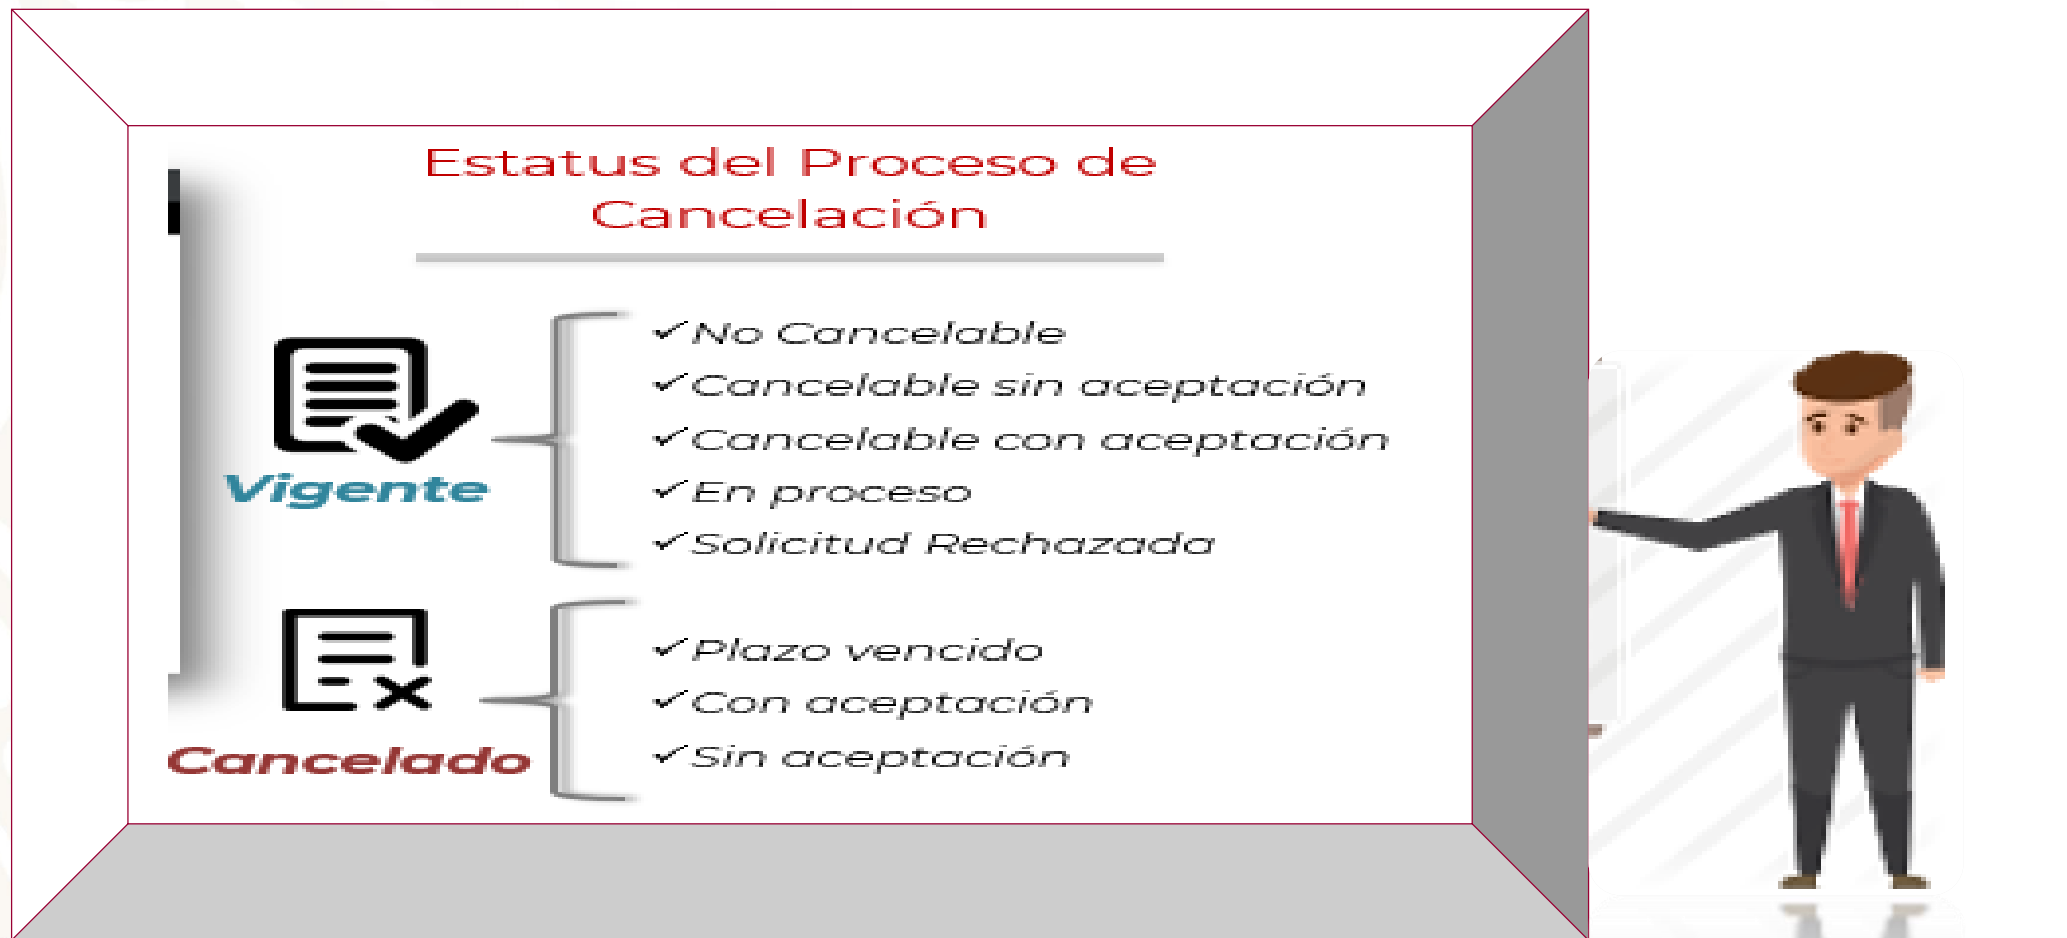 Estatus del Proceso de
Cancelación
✓No Cancelable
✓Cancelable sin aceptación
✓Cancelable con aceptación
✓En proceso
✓Solicitud Rechazada
Vigente
✓Plazo vencido
✓Con aceptación
✓Sin aceptación
Cancelado